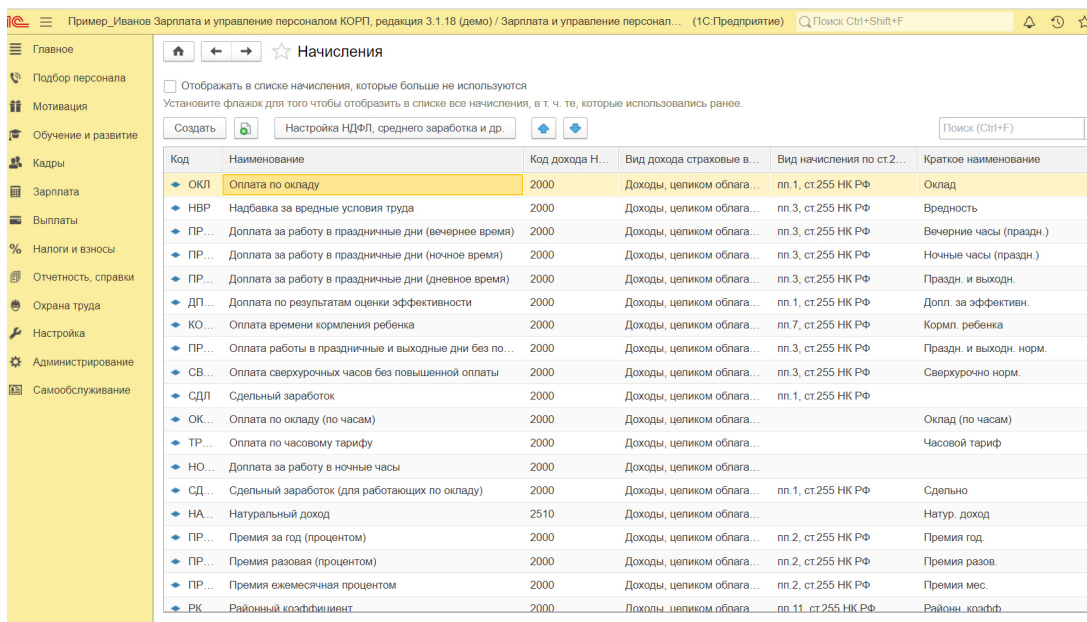 1С Пример_Иванов Зарплата и управление персоналом КОРП, редакция 3.1.18 (демо) / Зарплата и управление персонал... (1С:Предприятие) Поиск Ctrl+Shift+F
Главное
Подбор персонала
Мотивация
Обучение и развитие
Кадры
Зарплата
Выплаты
Налоги и взносы
Отчетность, справки
Охрана труда
Настройка
Администрирование
Самообслуживание
Начисления
Отображать в списке начисления, которые больше не используются
Установите флажок для того чтобы отобразить в списке все начисления, в т. ч. те, которые использовались ранее.
Создать Настройка НДФЛ, среднего заработка и др. Поиск (Ctrl+F)
Код Наименование Код дохода Н... Вид дохода страховые в... Вид начисления по ст.2... Краткое наименование
ОКЛ Оплата по окладу 2000 Доходы, целиком облага... пп.1, ст.255 НК РФ Оклад
НВР Надбавка за вредные условия труда 2000 Доходы, целиком облага... пп.3, ст.255 НК РФ Вредность
ПР... Доплата за работу в праздничные дни (вечернее время) 2000 Доходы, целиком облага... пп.3, ст.255 НК РФ Вечерние часы (праздн.)
ПР... Доплата за работу в праздничные дни (ночное время) 2000 Доходы, целиком облага... пп.3, ст.255 НК РФ Ночные часы (праздн.)
ПР... Доплата за работу в праздничные дни (дневное время) 2000 Доходы, целиком облага... пп.3, ст.255 НК РФ Праздн. и выходн.
ДП... Доплата по результатам оценки эффективности 2000 Доходы, целиком облага... пп.1, ст.255 НК РФ Допл. за эффективн.
КО... Оплата времени кормления ребенка 2000 Доходы, целиком облага... пп.7, ст.255 НК РФ Кормл. ребенка
ПР... Оплата работы в праздничные и выходные дни без по... 2000 Доходы, целиком облага... пп.3, ст.255 НК РФ Праздн. и выходн. норм.
СВ... Оплата сверхурочных часов без повышенной оплаты 2000 Доходы, целиком облага... пп.3, ст.255 НК РФ Сверхурочно норм.
СДЛ Сдельный заработок 2000 Доходы, целиком облага... пп.1, ст.255 НК РФ
ОК... Оплата по окладу (по часам) 2000 Доходы, целиком облага... Оклад (по часам)
ТР... Оплата по часовому тарифу 2000 Доходы, целиком облага... Часовой тариф
НО... Доплата за работу в ночные часы 2000 Доходы, целиком облага...
СД... Сдельный заработок (для работающих по окладу) 2000 Доходы, целиком облага... пп.1, ст.255 НК РФ Сдельно
НА... Натуральный доход 2510 Доходы, целиком облага... Натур. доход
ПР... Премия за год (процентом) 2000 Доходы, целиком облага... пп.2, ст.255 НК РФ Премия год.
ПР... Премия разовая (процентом) 2000 Доходы, целиком облага... пп.2, ст.255 НК РФ Премия разов.
ПР... Премия ежемесячная процентом 2000 Доходы, целиком облага... пп.2, ст.255 НК РФ Премия мес.
РК Районный коэффициент 2000 Доходы, целиком облага пп.11, ст.255 НК РФ Районн. коэфф